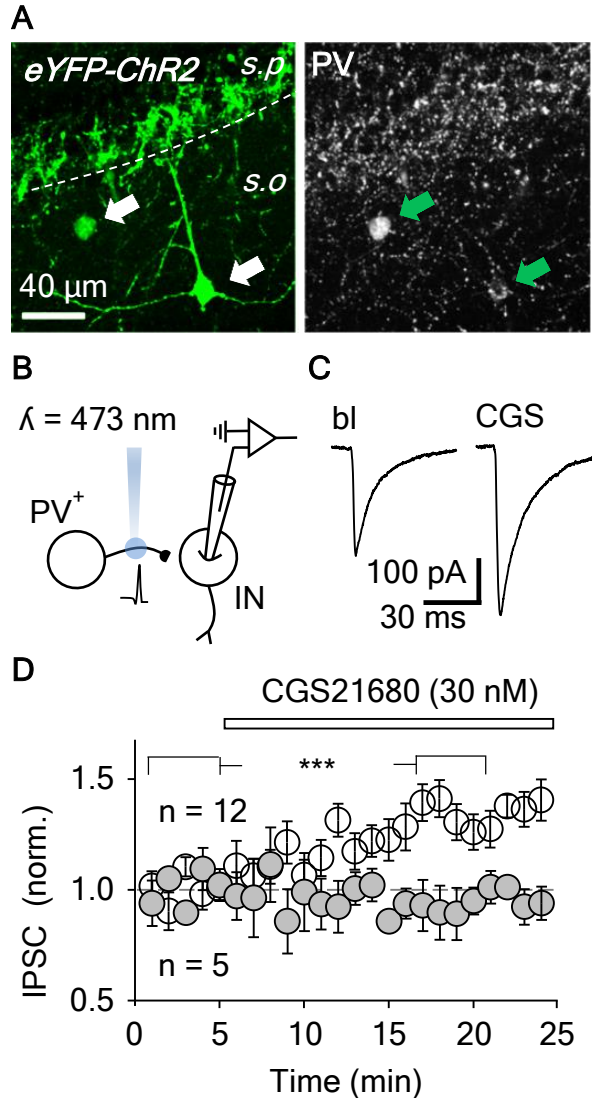 A
eYFP-ChR2
s.p
PV
s.o
40 µm
B
C
ʎ = 473 nm
bl
CGS
PV+
100 pA
IN
30 ms
D
CGS21680 (30 nM)
***
1.5
n = 12
1.0
IPSC (norm.)
n = 5
0.5
0 5 10 15 20 25
Time (min)